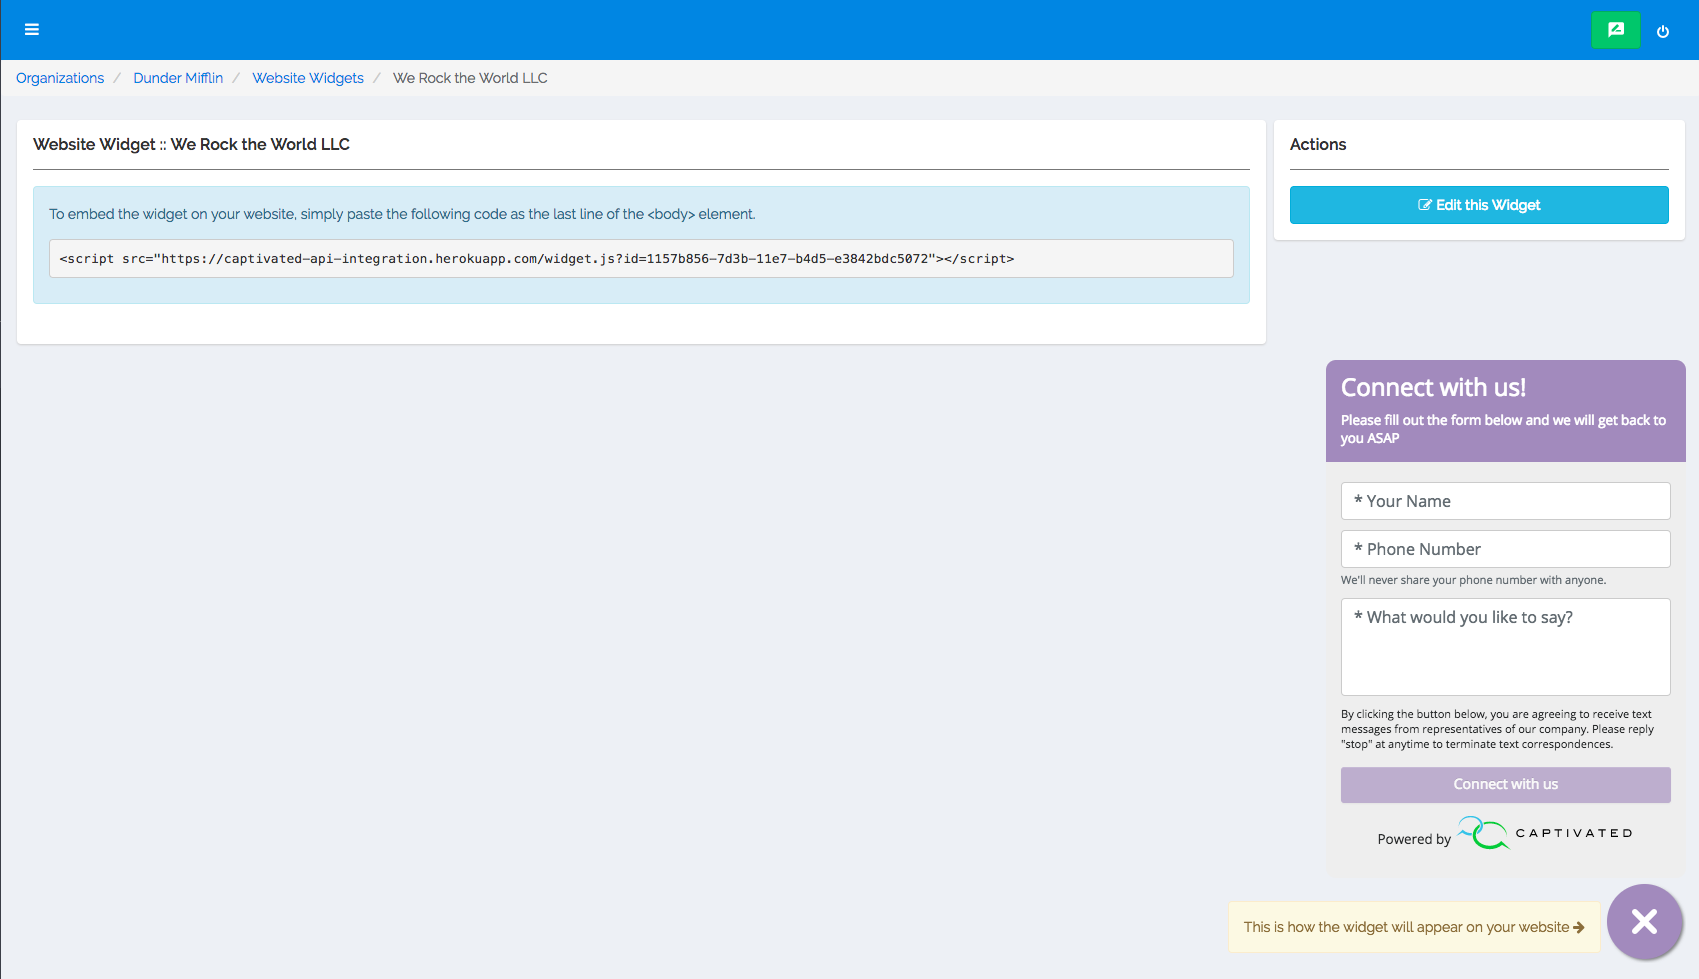 Organizations / Dunder Mifflin / Website Widgets / We Rock the World LLC
Website Widget :: We Rock the World LLC
To embed the widget on your website, simply paste the following code as the last line of the <body> element.
<script src="https://captivated-api-integration.herokuapp.com/widget.js?id=1157b856-7d3b-11e7-b4d5-e3842bdc5072"></script>
Actions
Edit this Widget
Connect with us!
Please fill out the form below and we will get back to
you ASAP
* Your Name
* Phone Number
We'll never share your phone number with anyone.
* What would you like to say?
By clicking the button below, you are agreeing to receive text
messages from representatives of our company. Please reply
"stop" at anytime to terminate text correspondences.
Connect with us
Powered by CAPTIVATED
This is how the widget will appear on your website